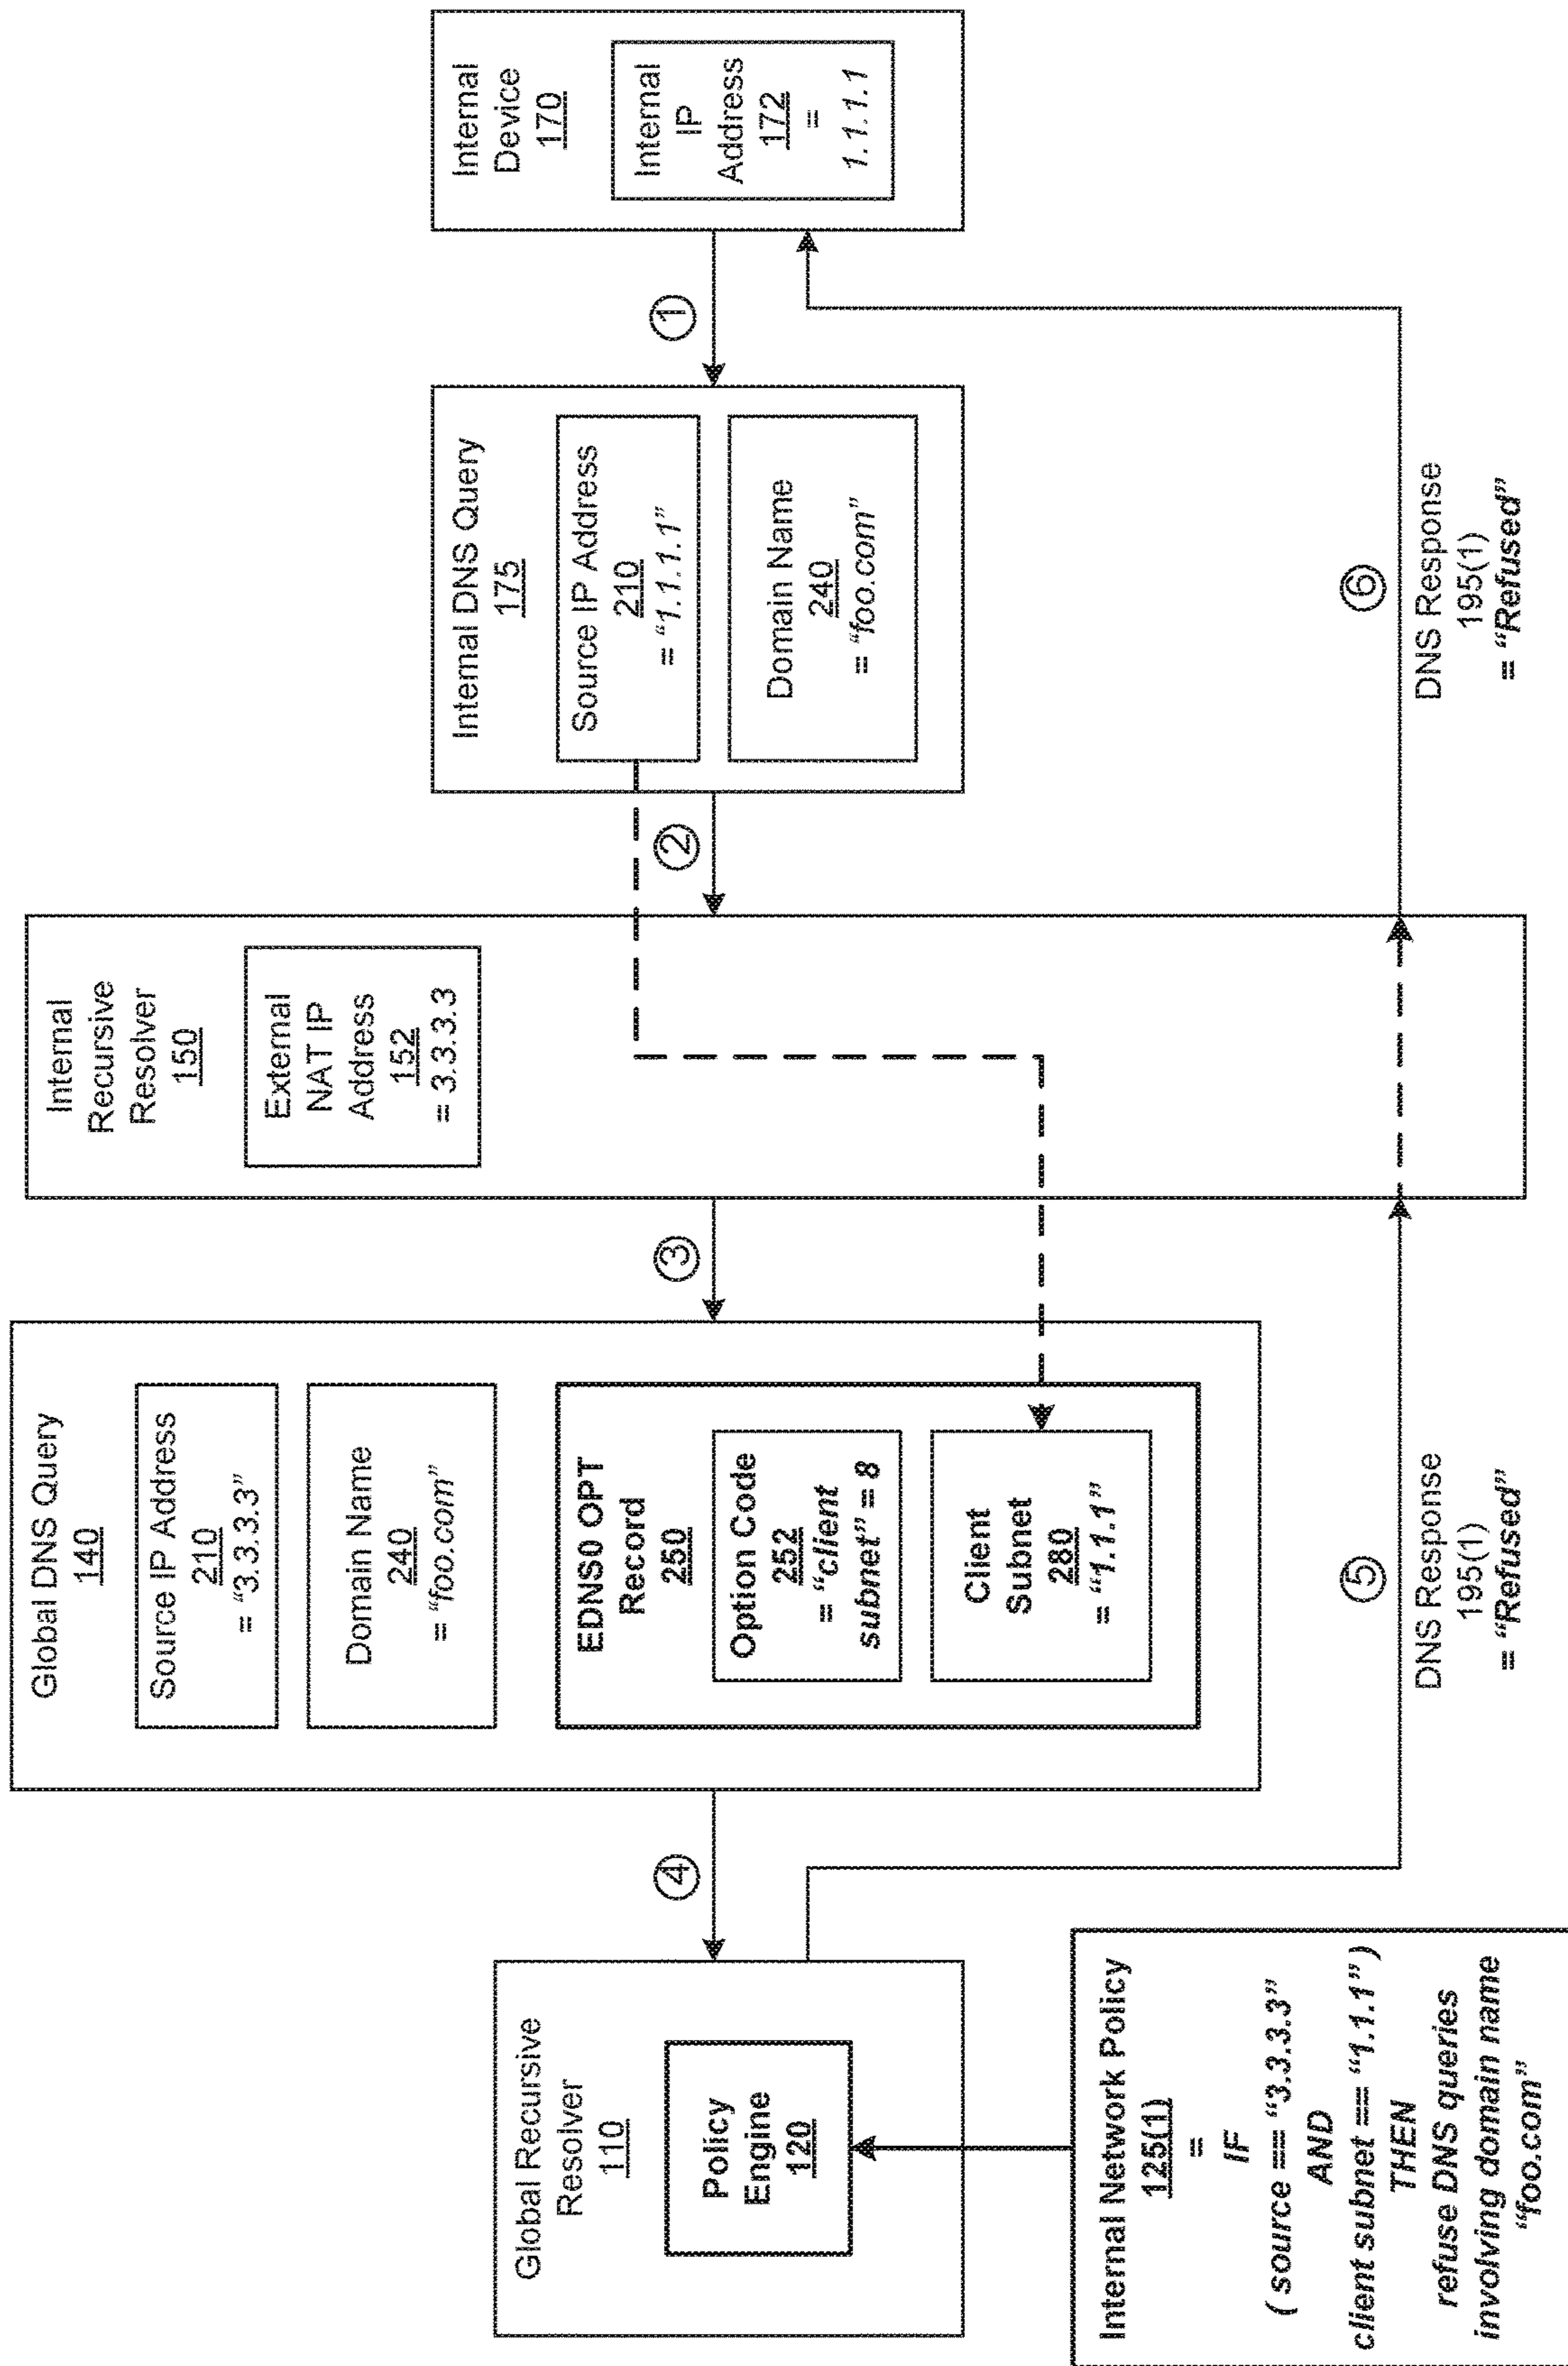 Global Recursive
Resolver
110
Policy
Engine
120
Internal Network Policy
125(1)
=
IF
( source == “3.3.3.3”
AND
client subnet == “1.1.1” )
THEN
refuse DNS queries
involving domain name
“foo.com”
④
Global DNS Query
140
Source IP Address
210
= “3.3.3.3”
Domain Name
240
= “foo.com”
EDNS0 OPT
Record
250
Option Code
252
= “client
subnet” = 8
Client
Subnet
280
= “1.1.1”
⑤
DNS Response
195(1)
= “Refused”
③
Internal
Recursive
Resolver
150
External
NAT IP
Address
152
= 3.3.3.3
②
Internal DNS Query
175
Source IP Address
210
= “1.1.1.1”
Domain Name
240
= “foo.com”
⑥
DNS Response
195(1)
= “Refused”
①
Internal
Device
170
Internal
IP
Address
172
=
1.1.1.1